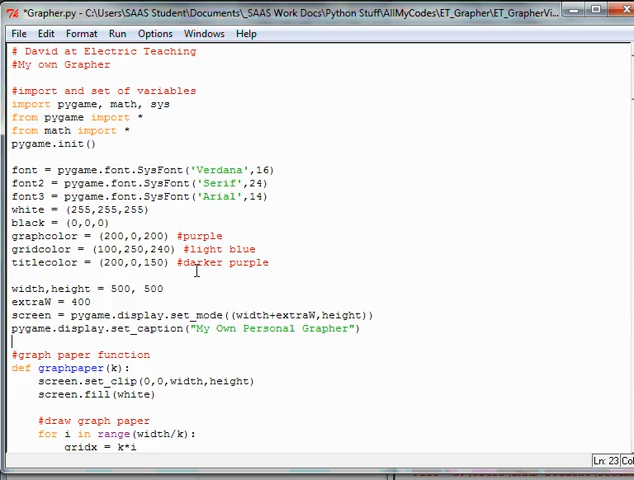 *Grapher.py - C:\Users\SAAS Student\Documents\_SAAS Work Docs\Python Stuff\AllMyCodes\ET_Grapher\ET_GrapherVi...
File Edit Format Run Options Windows Help
# David at Electric Teaching
#My own Grapher
#import and set of variables
import pygame, math, sys
from pygame import *
from math import *
pygame.init()
font = pygame.font.SysFont('Verdana',16)
font2 = pygame.font.SysFont('Serif',24)
font3 = pygame.font.SysFont('Arial',14)
white = (255,255,255)
black = (0,0,0)
graphcolor = (200,0,200) #purple
gridcolor = (100,250,240) #light blue
titlecolor = (200,0,150) #darker purple
width,height = 500, 500
extraW = 400
screen = pygame.display.set_mode((width+extraW,height))
pygame.display.set_caption("My Own Personal Grapher")
#graph paper function
def graphpaper(k):
screen.set_clip(0,0,width,height)
screen.fill(white)
#draw graph paper
for i in range(width/k):
gridx = k*i
Ln: 23 Co